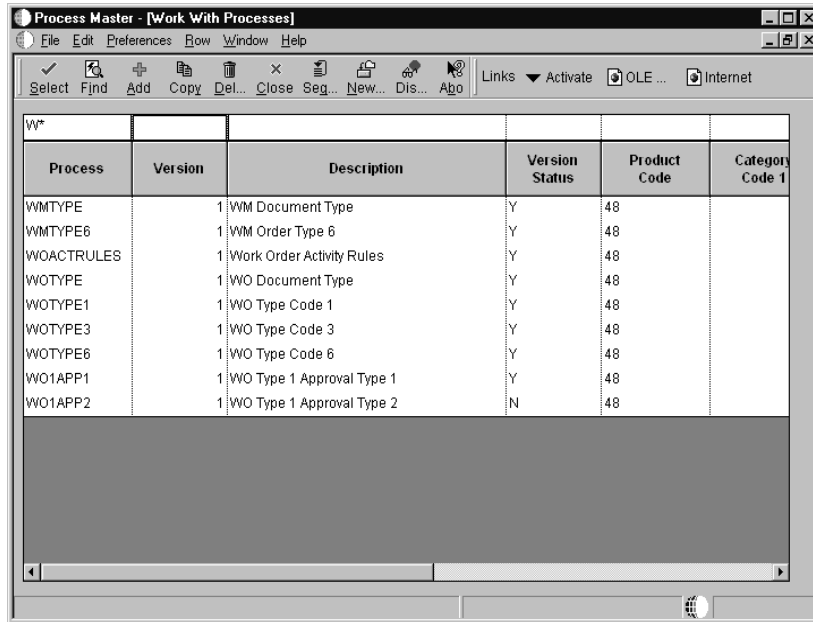 Process Master - [Work With Processes]
File Edit Preferences Row Window Help
Select Find Add Copy Del... Close Seq... New... Dis... Abo Links Activate OLE ... Internet
W*
Process Version Description Version Status Product Code Category Code 1
WMTYPE 1 WM Document Type Y 48
WMTYPE6 1 WM Order Type 6 Y 48
WOACTRULES 1 Work Order Activity Rules Y 48
WOTYPE 1 WO Document Type Y 48
WOTYPE1 1 WO Type Code 1 Y 48
WOTYPE3 1 WO Type Code 3 Y 48
WOTYPE6 1 WO Type Code 6 Y 48
WO1APP1 1 WO Type 1 Approval Type 1 Y 48
WO1APP2 1 WO Type 1 Approval Type 2 N 48